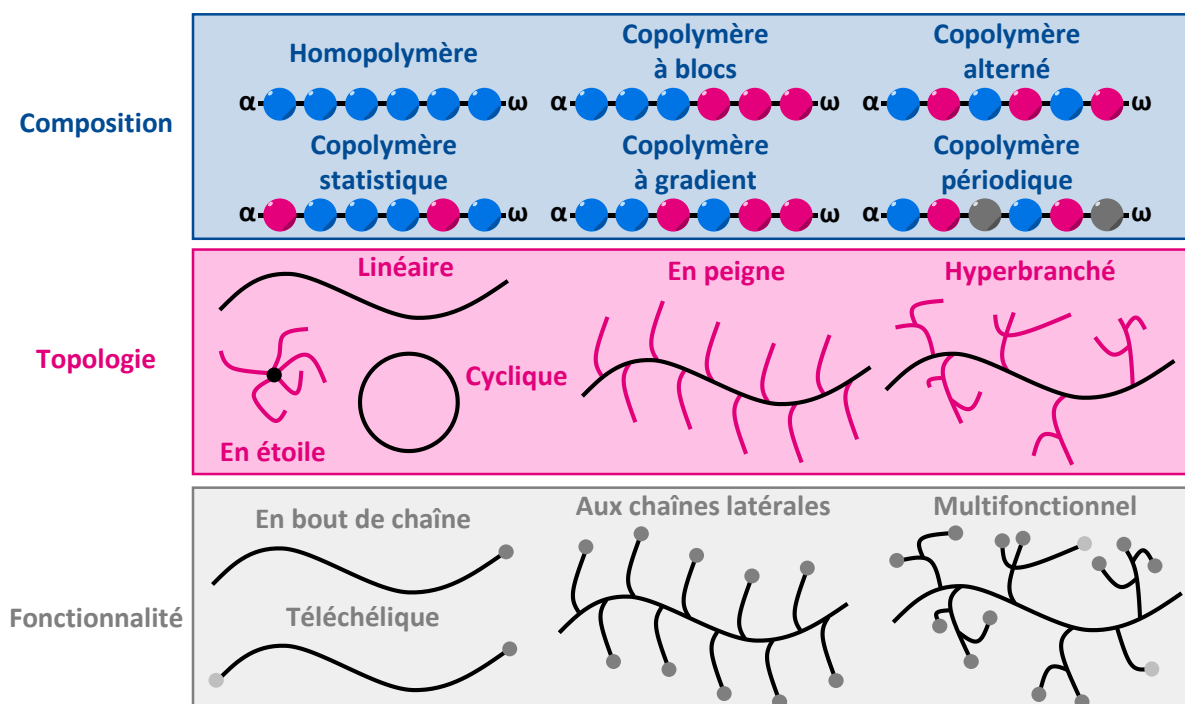 Composition
Homopolymère
Copolymère
à blocs
Copolymère
alterné
α ω
α ω
α ω
Copolymère
statistique
Copolymère
à gradient
Copolymère
périodique
α ω
α ω
α ω
Topologie
Linéaire
En peigne
Hyperbranché
Cyclique
En étoile
Fonctionnalité
En bout de chaîne
Aux chaînes latérales
Multifonctionnel
Téléchélique